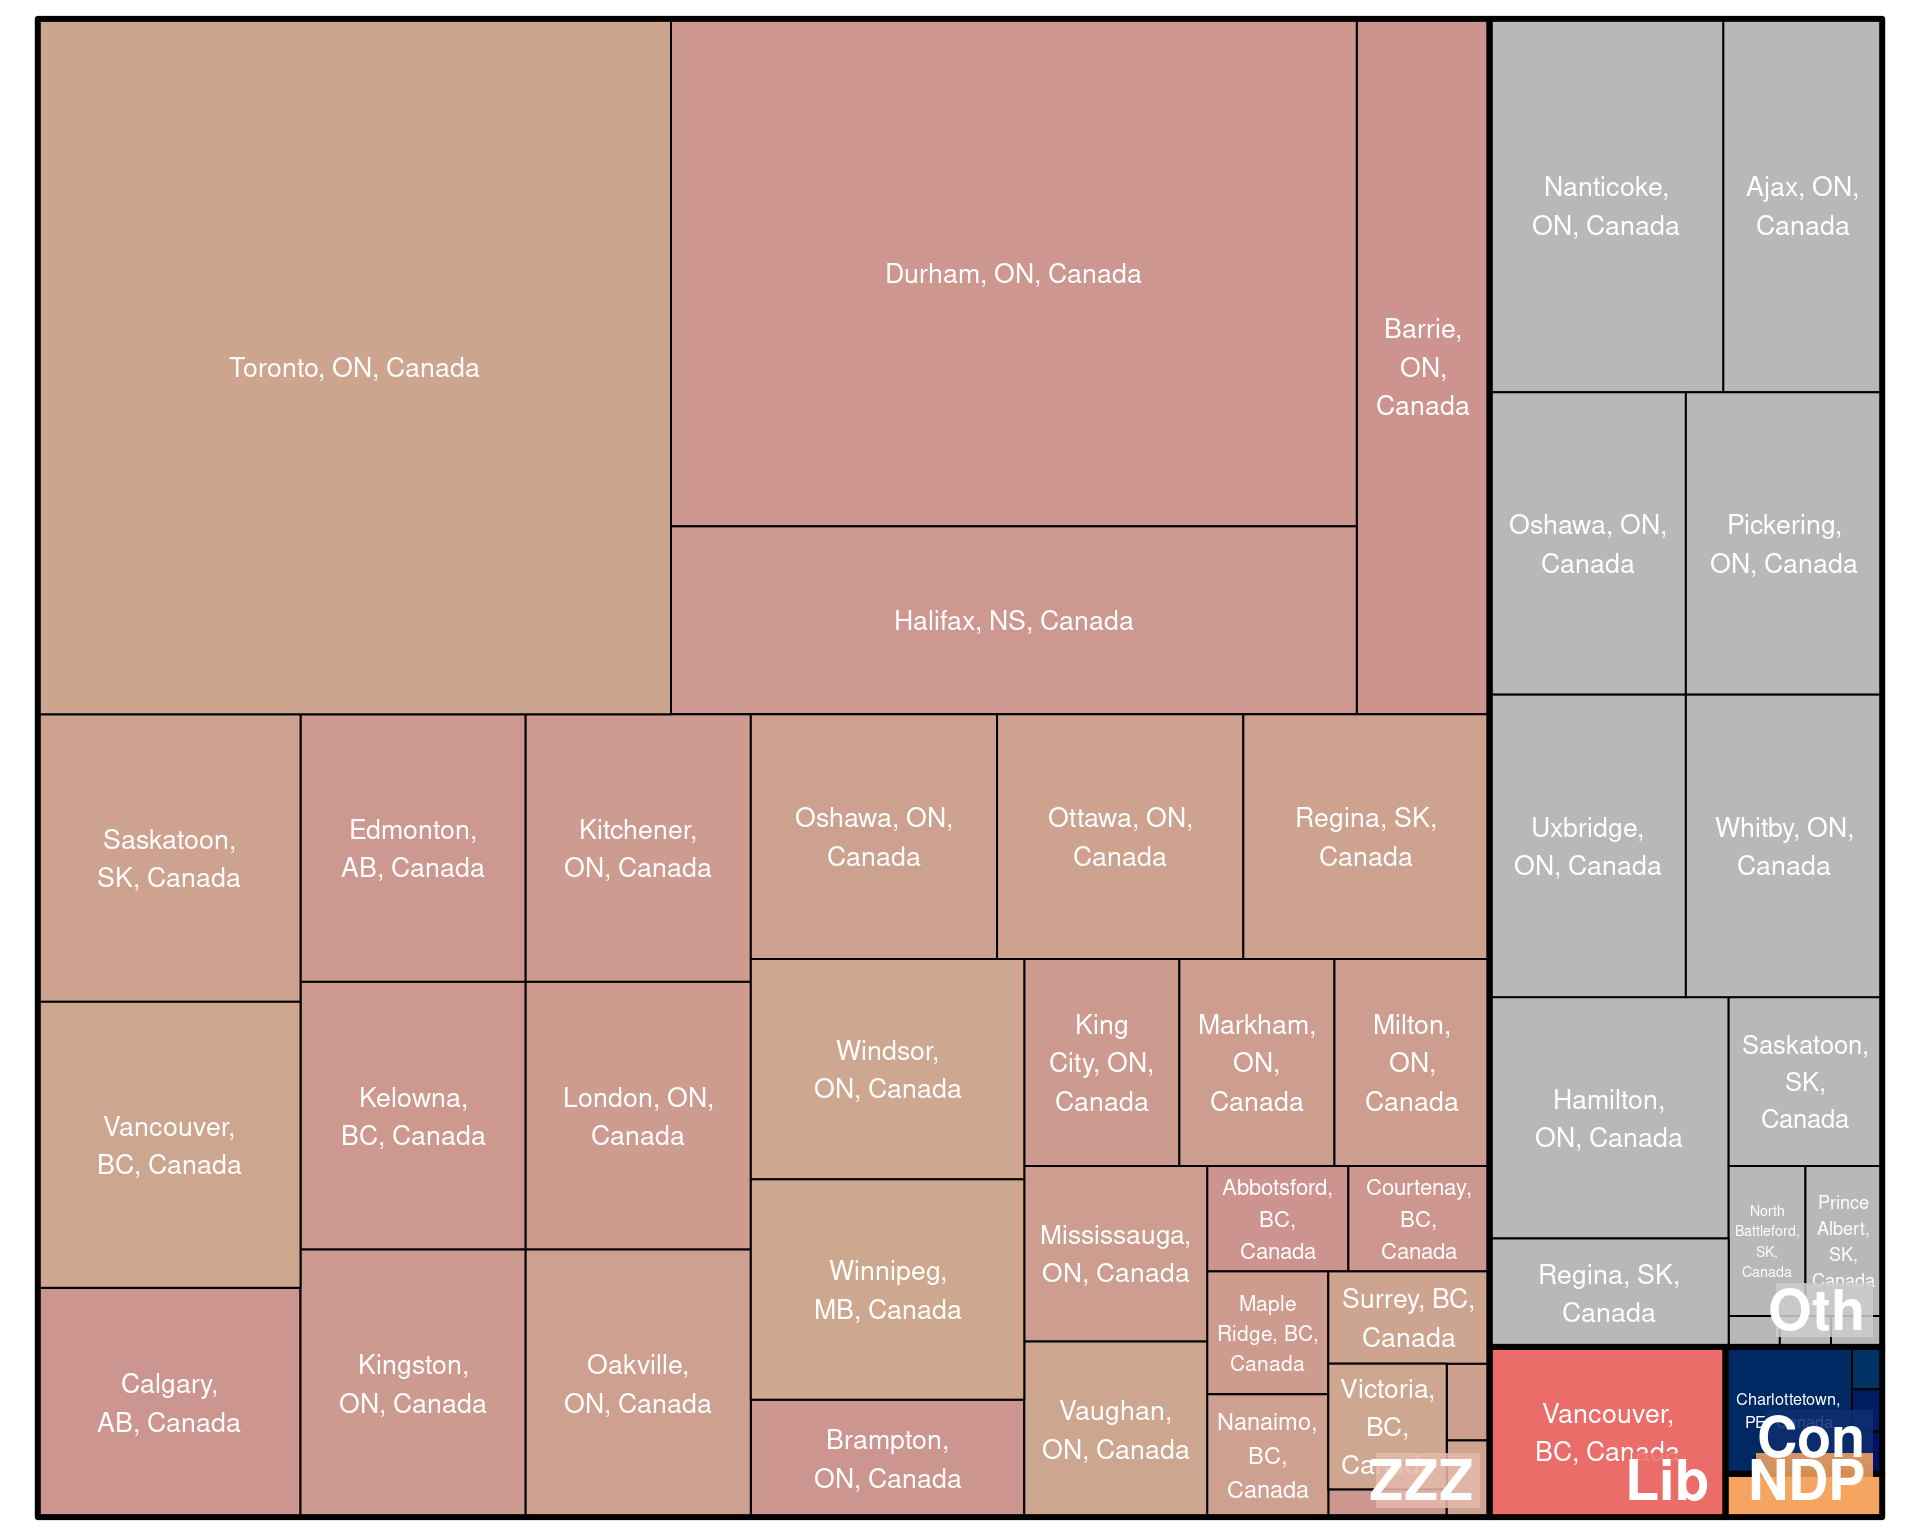 Toronto, ON, Canada
Durham, ON, Canada
Barrie,
ON,
Canada
Halifax, NS, Canada
Saskatoon,
SK, Canada
Edmonton,
AB, Canada
Kitchener,
ON, Canada
Oshawa, ON,
Canada
Ottawa, ON,
Canada
Regina, SK,
Canada
Vancouver,
BC, Canada
Kelowna,
BC, Canada
London, ON,
Canada
Windsor,
ON, Canada
King
City, ON,
Canada
Markham,
ON,
Canada
Milton,
ON,
Canada
Calgary,
AB, Canada
Kingston,
ON, Canada
Oakville,
ON, Canada
Winnipeg,
MB, Canada
Brampton,
ON, Canada
Mississauga,
ON, Canada
Vaughan,
ON, Canada
Abbotsford,
BC,
Canada
Courtenay,
BC,
Canada
Maple
Ridge, BC,
Canada
Surrey, BC,
Canada
Nanaimo,
BC,
Canada
Victoria,
BC,
ZZZ
Nanticoke,
ON, Canada
Ajax, ON,
Canada
Oshawa, ON,
Canada
Pickering,
ON, Canada
Uxbridge,
ON, Canada
Whitby, ON,
Canada
Hamilton,
ON, Canada
Saskatoon,
SK,
Canada
North
Battleford,
SK,
Canada
Prince
Albert,
SK,
Canada
Regina, SK,
Canada
Oth
Vancouver,
BC, Canada
Lib
Charlottetown,
PE, Canada
Con
NDP